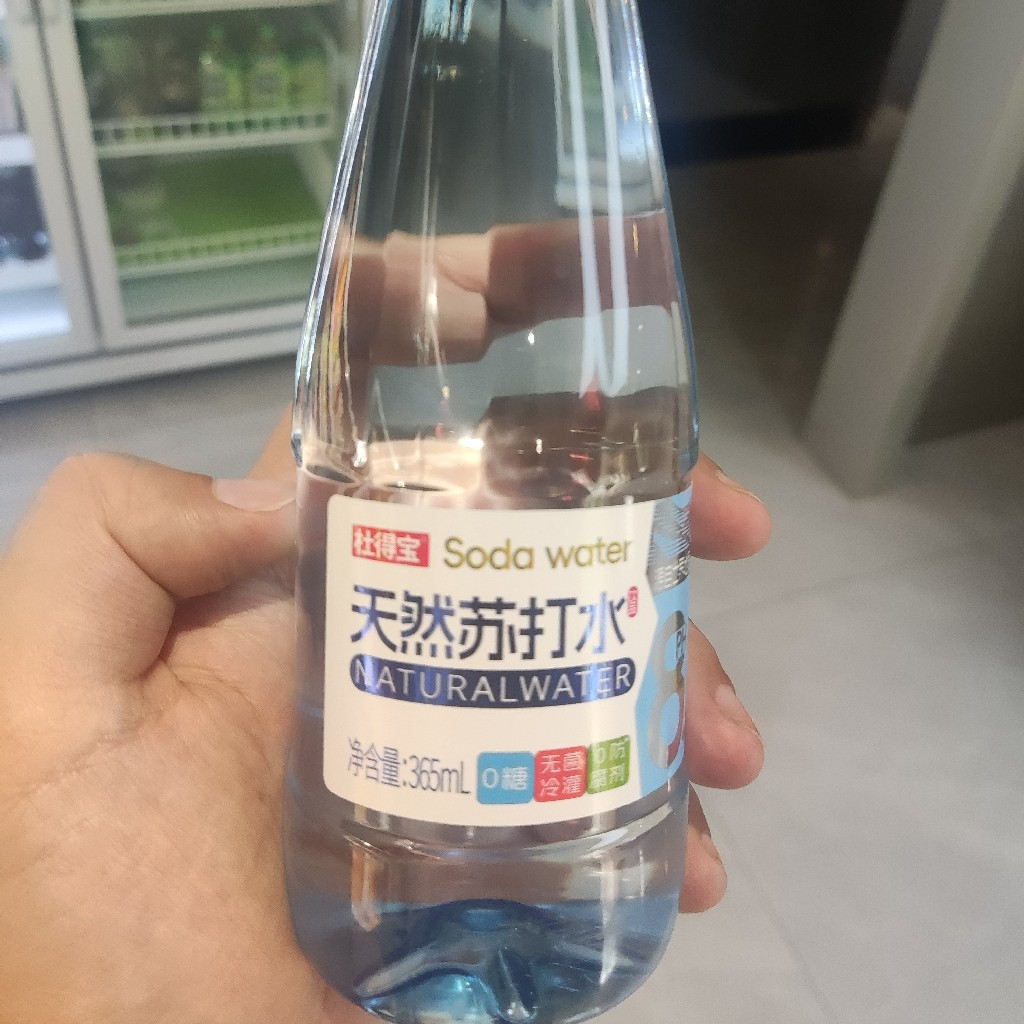 杜得宝 Soda water
天然苏打水
NATURALWATER
净含量:365mL
0糖
无菌
冷灌
0防
腐剂
8